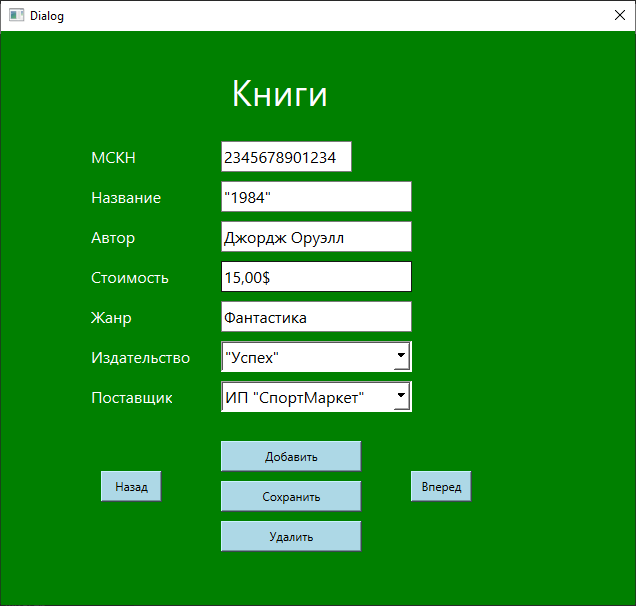 Dialog
Книги
МСКН 2345678901234
Название "1984"
Автор Джордж Оруэлл
Стоимость 15,00$
Жанр Фантастика
Издательство "Успех"
Поставщик ИП "СпортМаркет"
Добавить
Назад Сохранить Вперед
Удалить